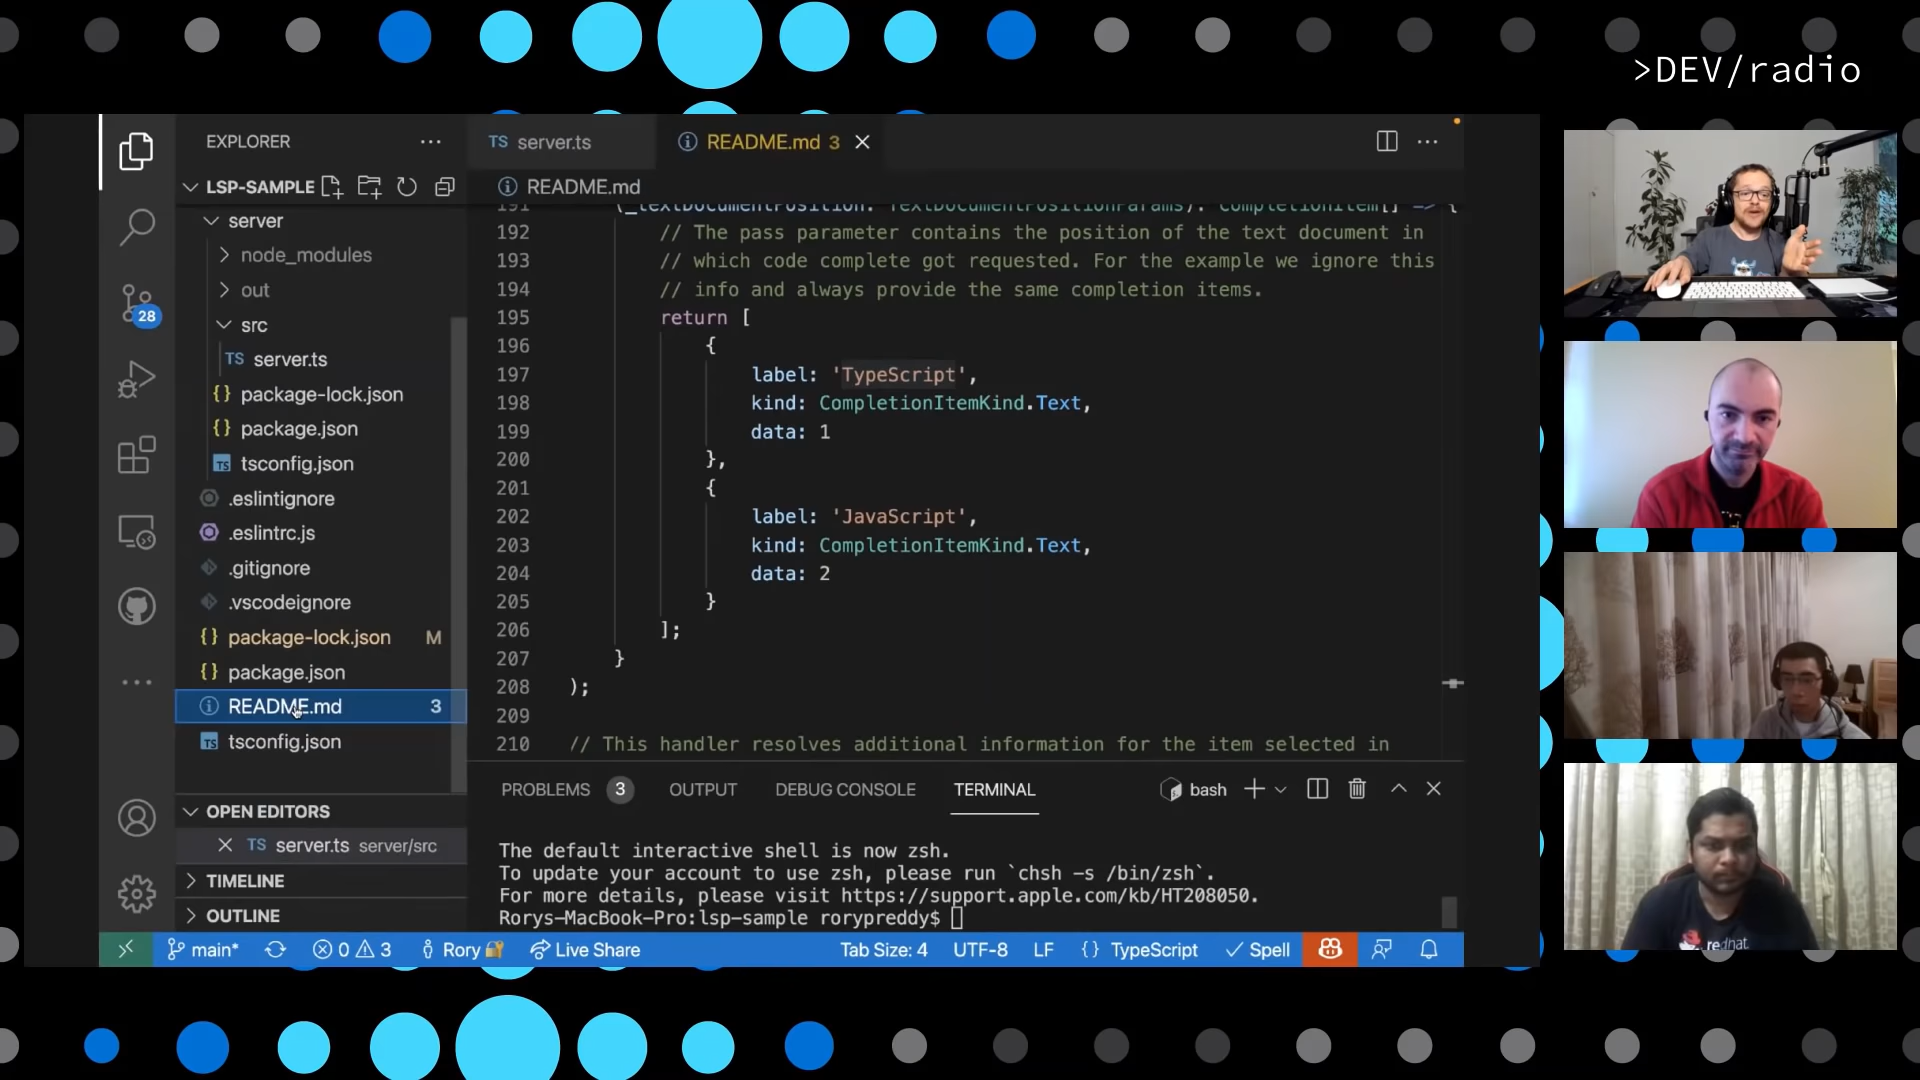 >DEV/radio
EXPLORER
LSP-SAMPLE
server
node_modules
out
src
TS server.ts
{} package-lock.json
{} package.json
TS tsconfig.json
.eslintignore
.eslintrc.js
.gitignore
.vscodeignore
{} package-lock.json M
{} package.json
README.md 3
TS tsconfig.json
OPEN EDITORS
TS server.ts server/src
TIMELINE
OUTLINE
28
TS server.ts
README.md 3
README.md
191 (_textDocumentPosition: TextDocumentPositionParams): CompletionItem[] => {
192 // The pass parameter contains the position of the text document in
193 // which code complete got requested. For the example we ignore this
194 // info and always provide the same completion items.
195 return [
196 {
197 label: 'TypeScript',
198 kind: CompletionItemKind.Text,
199 data: 1
200 },
201 {
202 label: 'JavaScript',
203 kind: CompletionItemKind.Text,
204 data: 2
205 }
206 ];
207 }
208 );
209
210 // This handler resolves additional information for the item selected in
PROBLEMS 3 OUTPUT DEBUG CONSOLE TERMINAL bash
The default interactive shell is now zsh.
To update your account to use zsh, please run `chsh -s /bin/zsh`.
For more details, please visit https://support.apple.com/kb/HT208050.
Rorys-MacBook-Pro:lsp-sample rorypreddy$
main* 0 3 Rory Live Share Tab Size: 4 UTF-8 LF {} TypeScript Spell
redhat